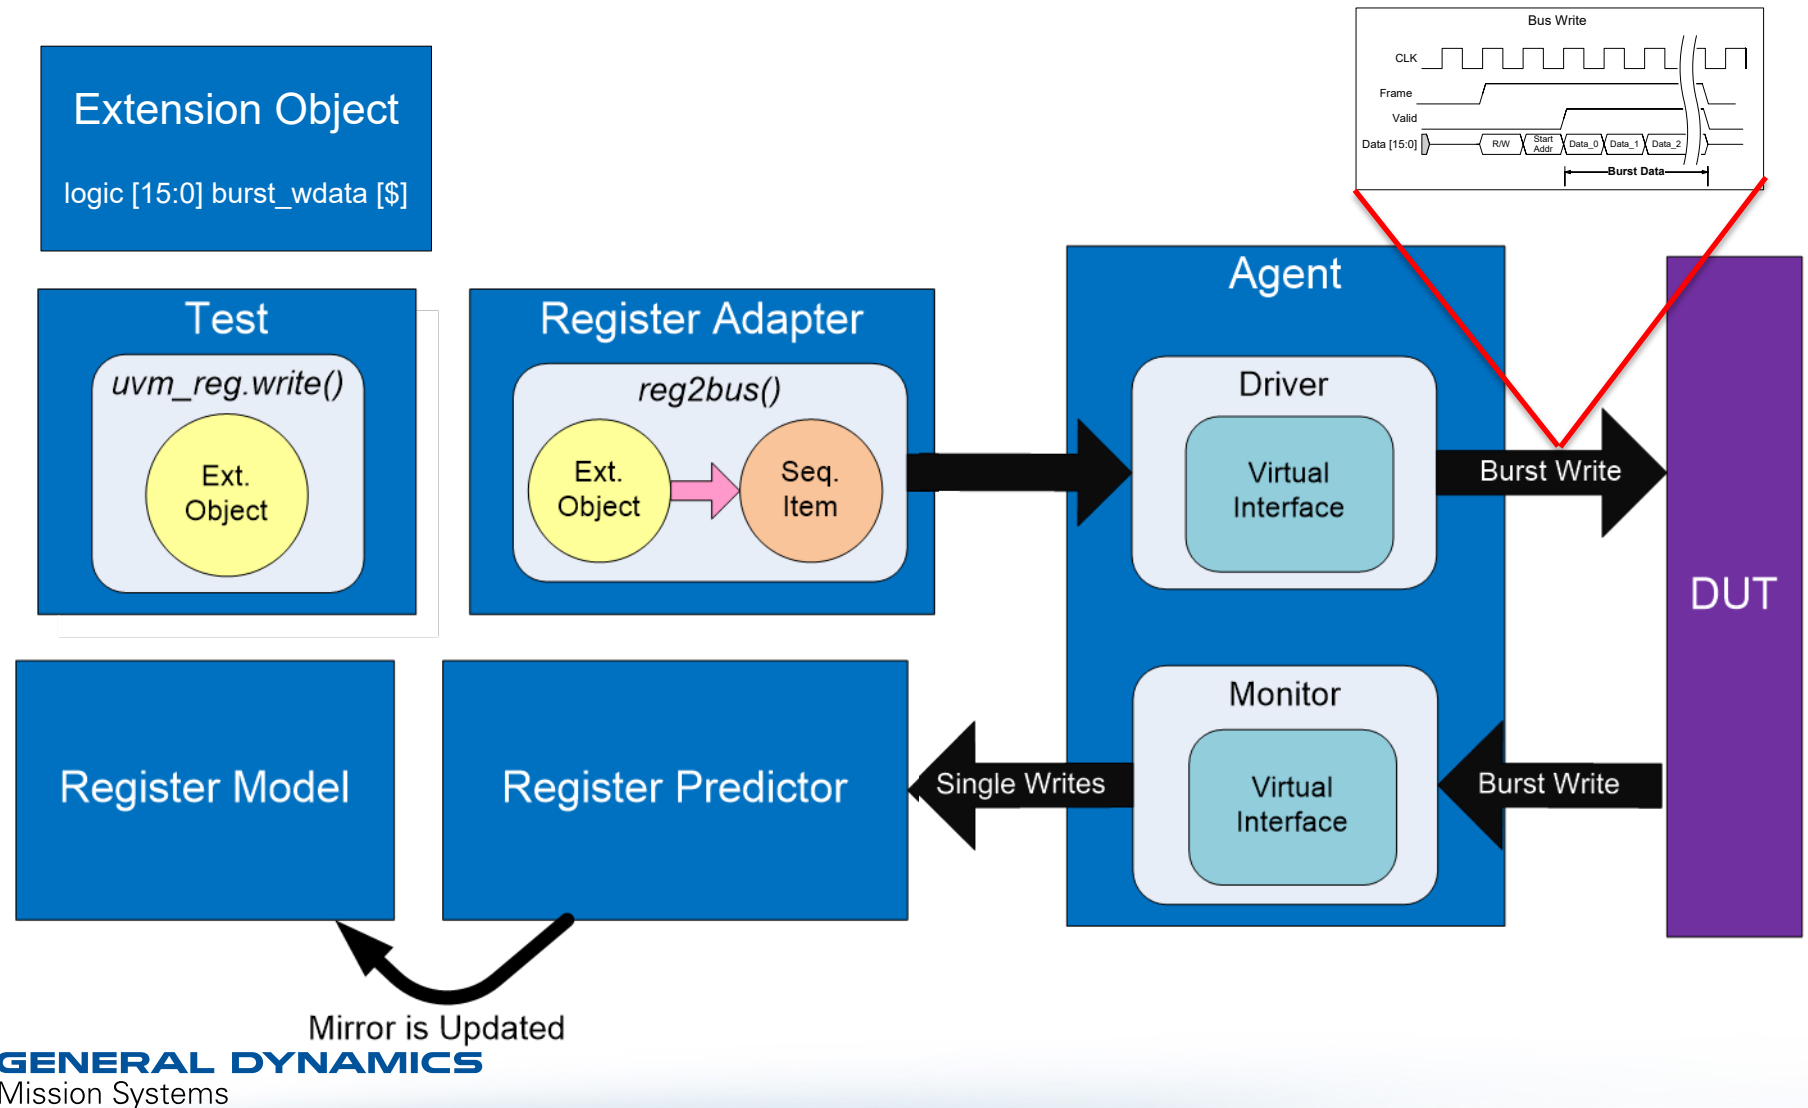 Bus Write
CLK
Frame
Valid
Data [15:0]
R/W
Start
Addr
Data_0
Data_1
Data_2
Burst Data
Extension Object
logic [15:0] burst_wdata [$]
Test
uvm_reg.write()
Ext.
Object
Register Adapter
reg2bus()
Ext.
Object
Seq.
Item
Agent
Driver
Virtual
Interface
Burst Write
DUT
Monitor
Virtual
Interface
Burst Write
Single Writes
Register Predictor
Register Model
Mirror is Updated
GENERAL DYNAMICS
Mission Systems